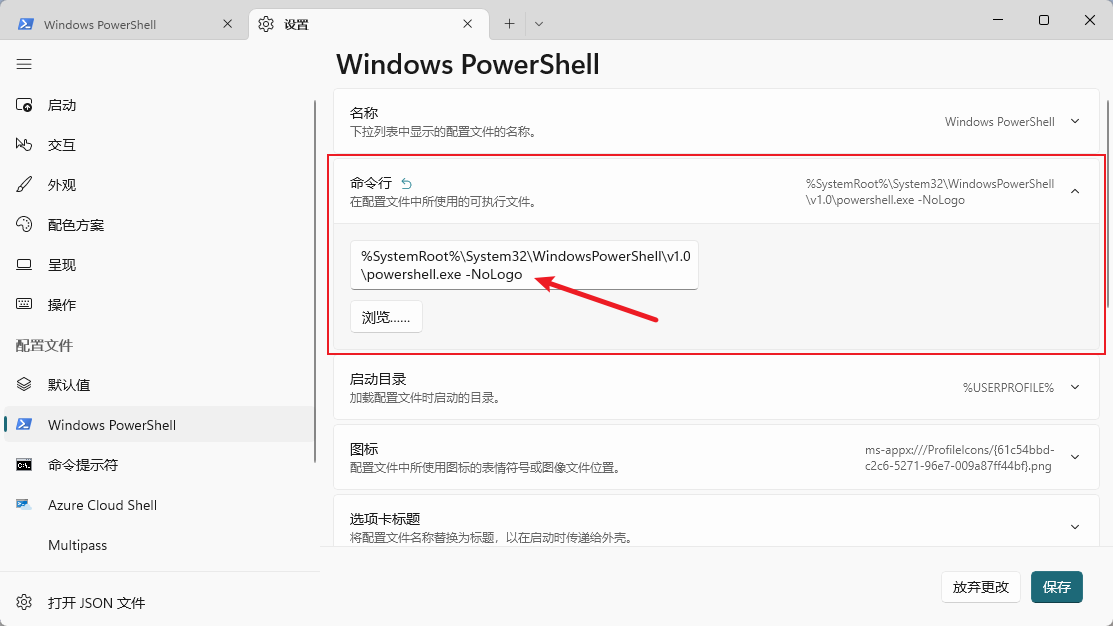 Windows PowerShell
设置
启动
交互
外观
配色方案
呈现
操作
配置文件
默认值
Windows PowerShell
命令提示符
Azure Cloud Shell
Multipass
打开 JSON 文件
Windows PowerShell
名称
下拉列表中显示的配置文件的名称。
Windows PowerShell
命令行
在配置文件中所使用的可执行文件。
%SystemRoot%\System32\WindowsPowerShell
\v1.0\powershell.exe -NoLogo
%SystemRoot%\System32\WindowsPowerShell\v1.0
\powershell.exe -NoLogo
浏览......
启动目录
加载配置文件时启动的目录。
%USERPROFILE%
图标
配置文件中所使用图标的表情符号或图像文件位置。
ms-appx:///ProfileIcons/{61c54bbd-
c2c6-5271-96e7-009a87ff44bf}.png
选项卡标题
将配置文件名称替换为标题，以在启动时传递给外壳。
放弃更改
保存